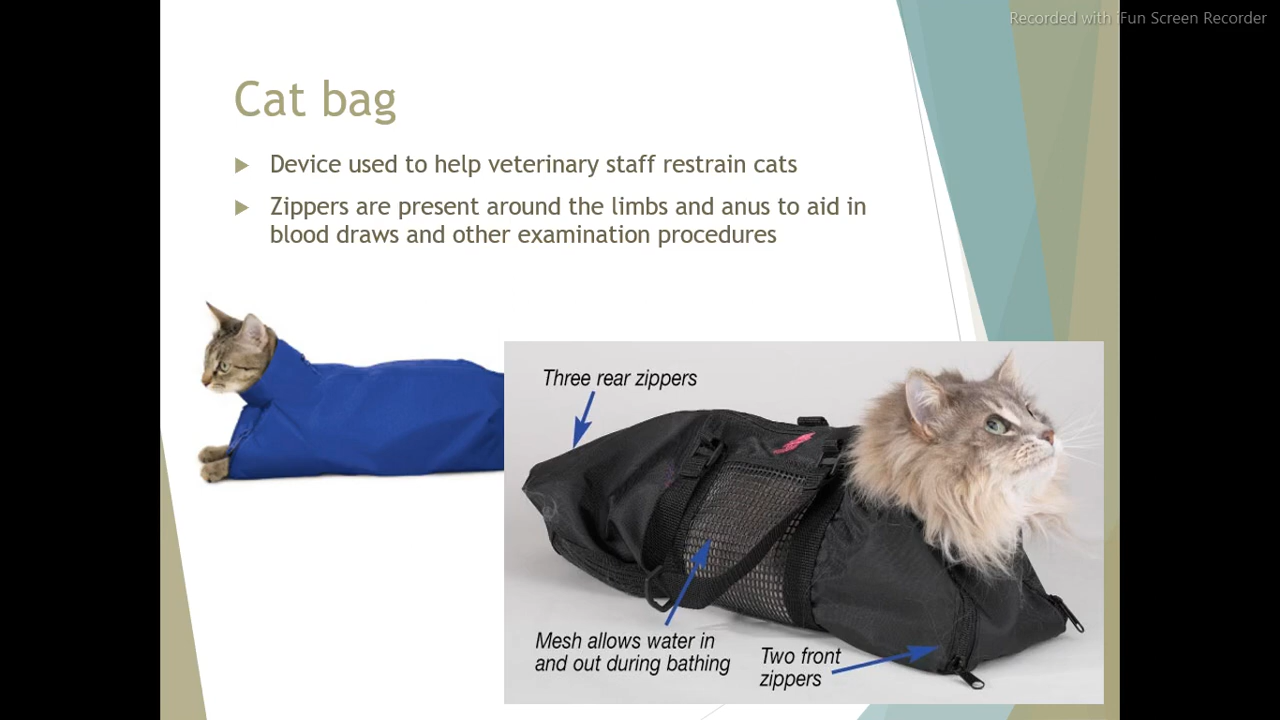 Recorded with iFun Screen Recorder
Cat bag
Device used to help veterinary staff restrain cats
Zippers are present around the limbs and anus to aid in
blood draws and other examination procedures
Three rear zippers
Mesh allows water in
and out during bathing
Two front
zippers